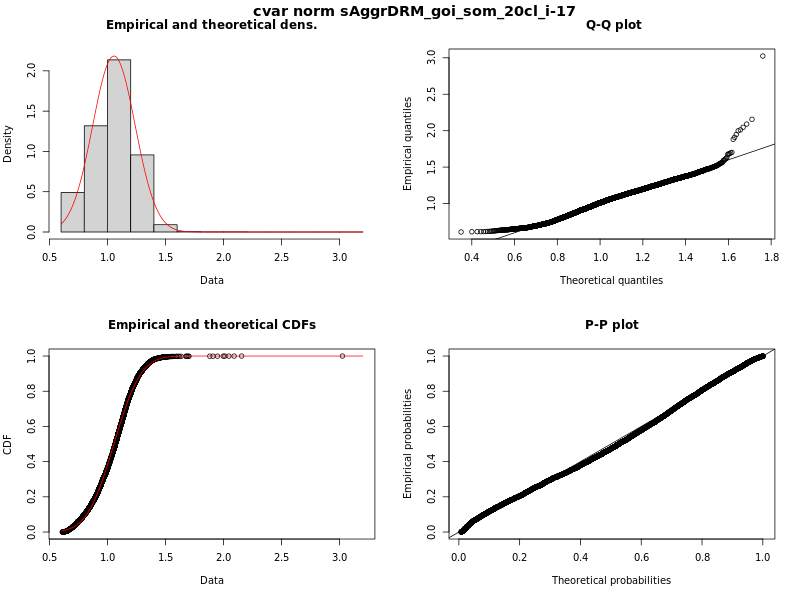 cvar norm sAggrDRM_goi_som_20cl_i-17
Empirical and theoretical dens.
Density
0.0 0.5 1.0 1.5 2.0
0.5 1.0 1.5 2.0 2.5 3.0
Data
Q-Q plot
Empirical quantiles
1.0 1.5 2.0 2.5 3.0
0.4 0.6 0.8 1.0 1.2 1.4 1.6 1.8
Theoretical quantiles
Empirical and theoretical CDFs
CDF
0.0 0.2 0.4 0.6 0.8 1.0
0.5 1.0 1.5 2.0 2.5 3.0
Data
P-P plot
Empirical probabilities
0.0 0.2 0.4 0.6 0.8 1.0
0.0 0.2 0.4 0.6 0.8 1.0
Theoretical probabilities